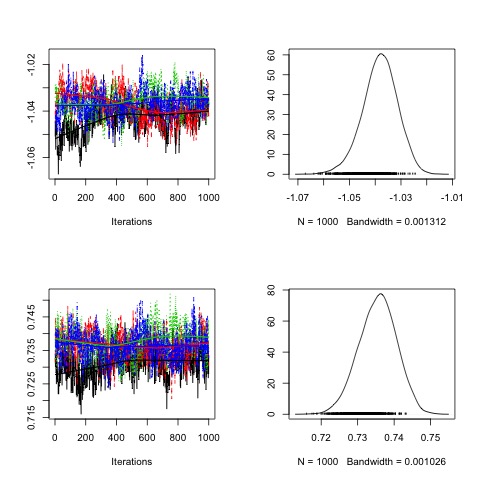 -1.06 -1.04 -1.02
0 200 400 600 800 1000
Iterations
0 10 20 30 40 50 60
-1.07 -1.05 -1.03 -1.01
N = 1000 Bandwidth = 0.001312
0.715 0.725 0.735 0.745
0 200 400 600 800 1000
Iterations
0 20 40 60 80
0.72 0.73 0.74 0.75
N = 1000 Bandwidth = 0.001026